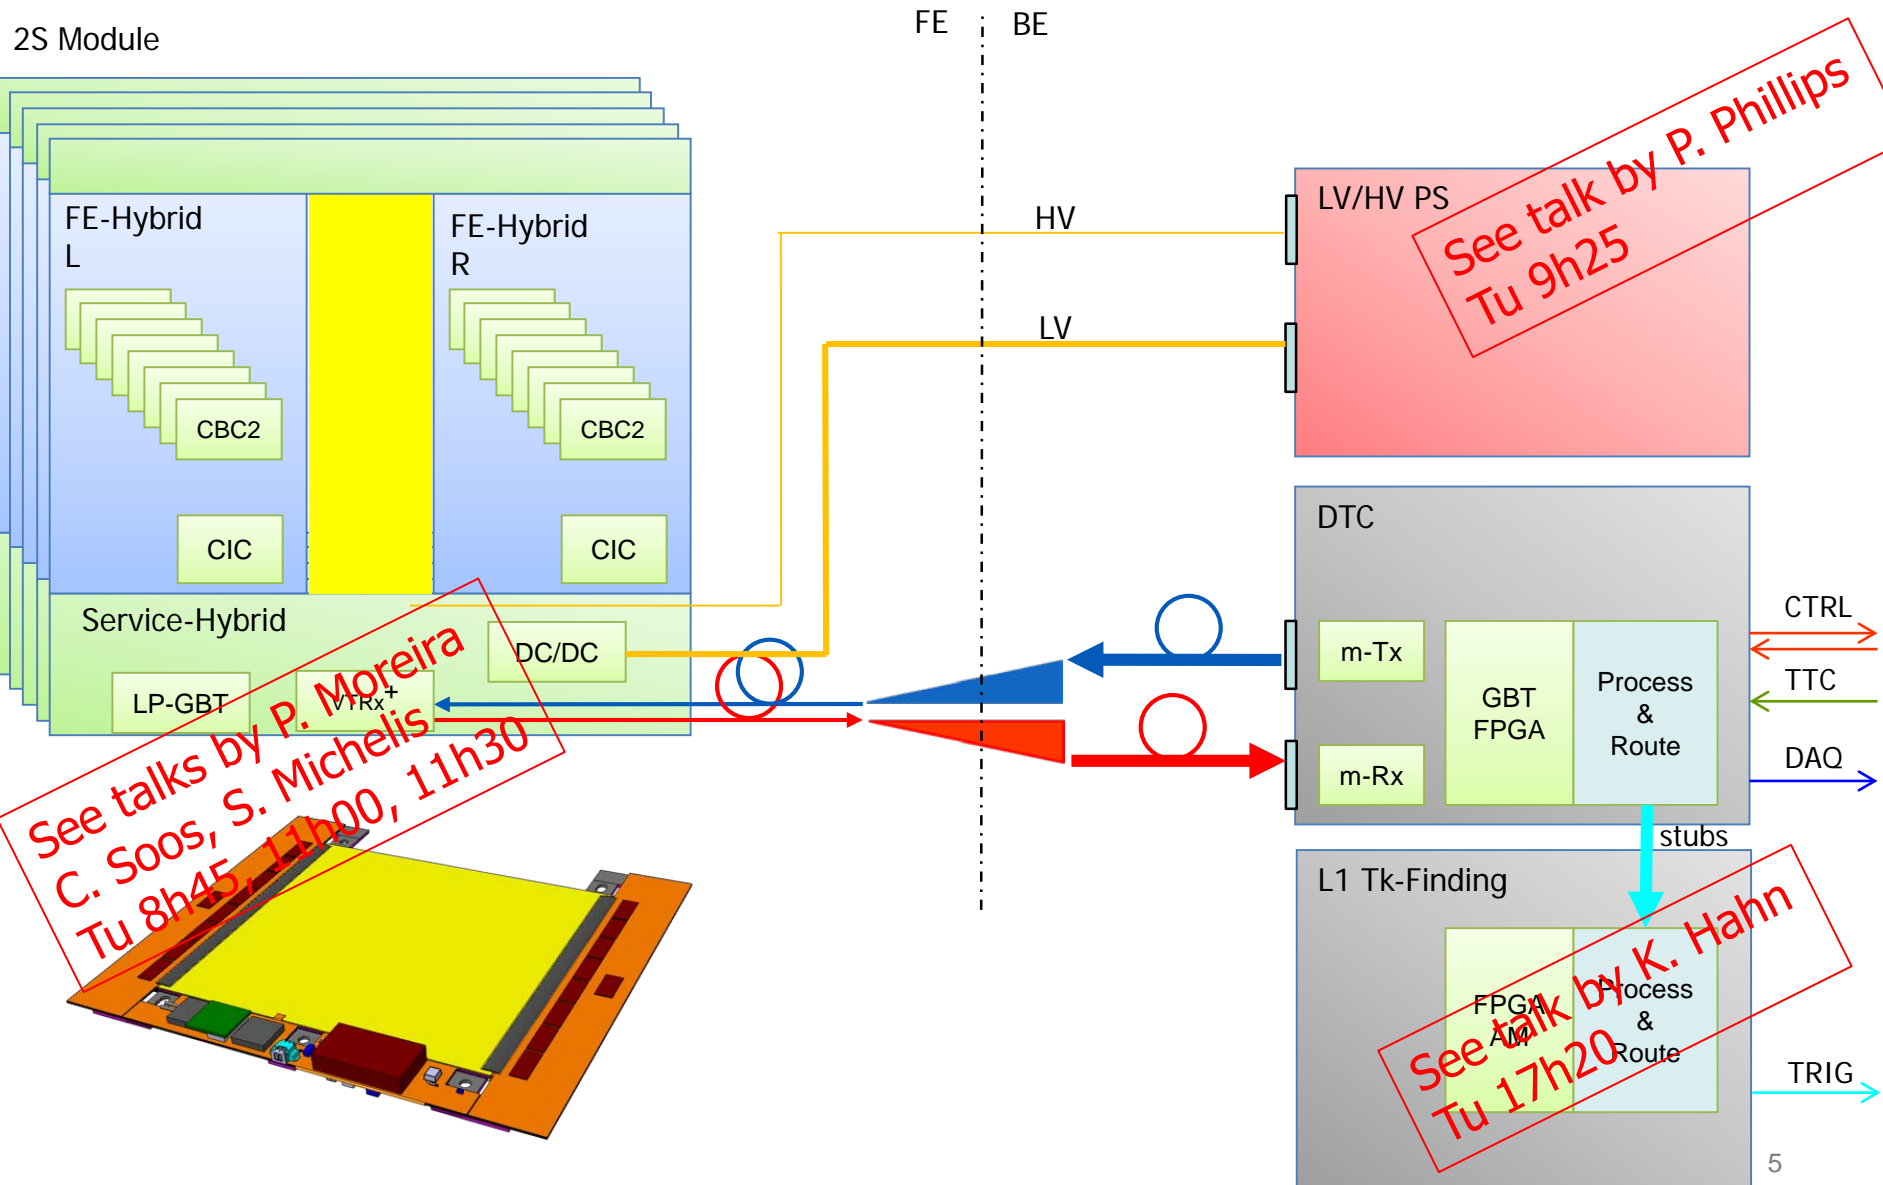 2S Module
FE
BE
FE-Hybrid
L
FE-Hybrid
R
CBC2
CBC2
CIC
CIC
Service-Hybrid
DC/DC
LP-GBT
VTRx+
HV
LV
LV/HV PS
See talk by P. Phillips
Tu 9h25
DTC
m-Tx
m-Rx
GBT
FPGA
Process
&
Route
CTRL
TTC
DAQ
stubs
L1 Tk-Finding
FPGA
AM
Process
&
Route
TRIG
See talk by K. Hahn
Tu 17h20
See talks by P. Moreira
C. Soos, S. Michelis
Tu 8h45, 11h00, 11h30
5